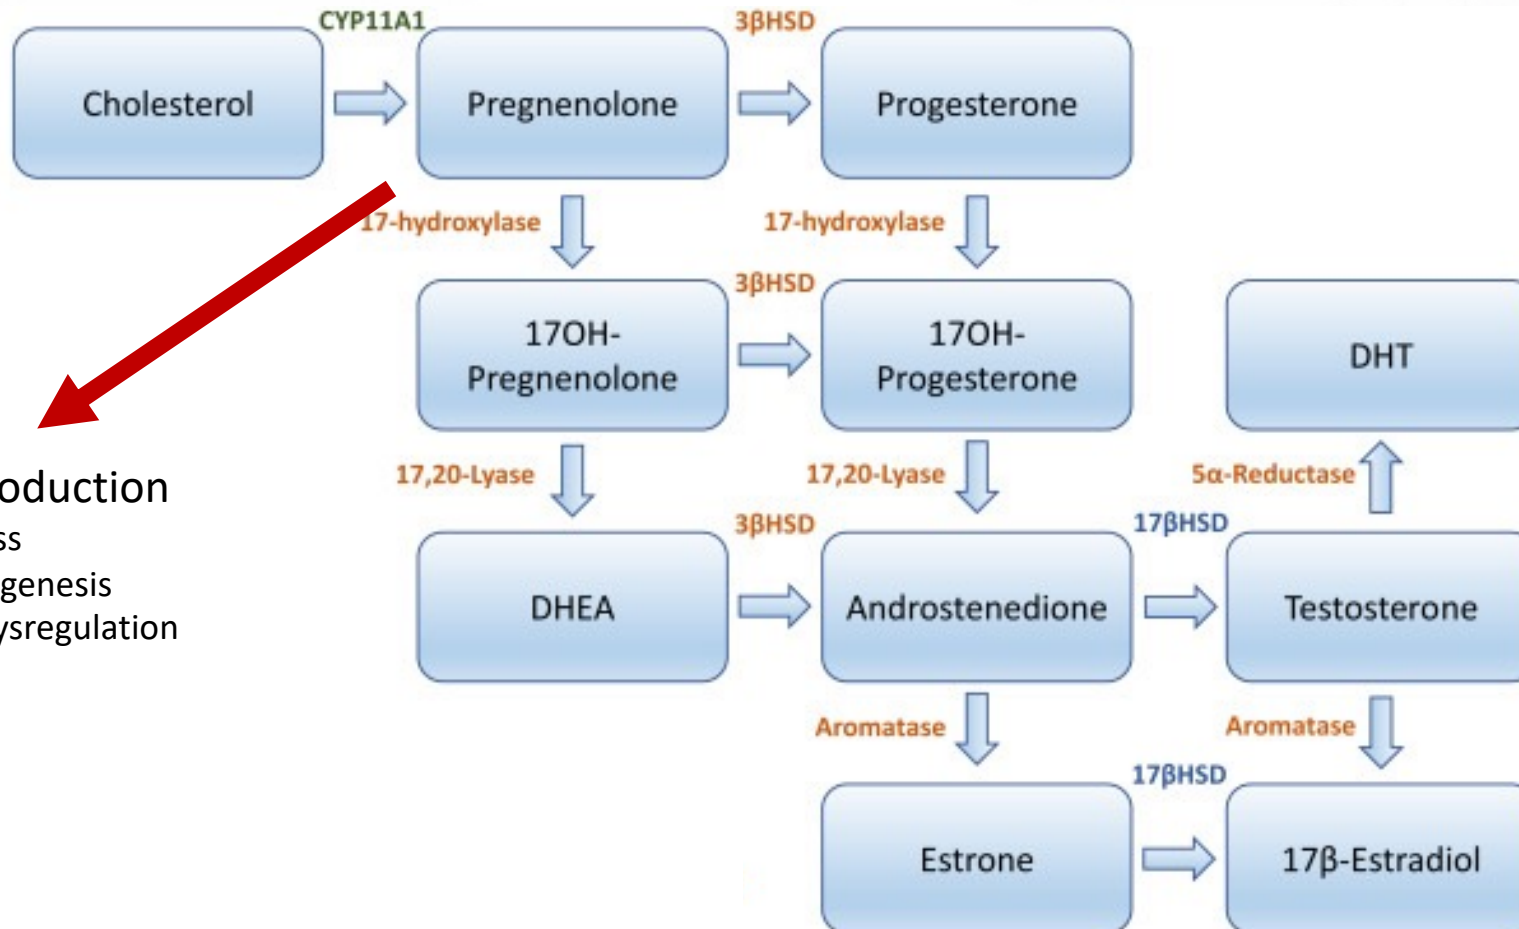 CYP11A1
3βHSD
Cholesterol
Pregnenolone
Progesterone
17-hydroxylase
17-hydroxylase
3βHSD
17OH-
Pregnenolone
17OH-
Progesterone
DHT
17,20-Lyase
17,20-Lyase
5α-Reductase
oduction
ss
genesis
ysregulation
3βHSD
17βHSD
DHEA
Androstenedione
Testosterone
Aromatase
Aromatase
17βHSD
Estrone
17β-Estradiol